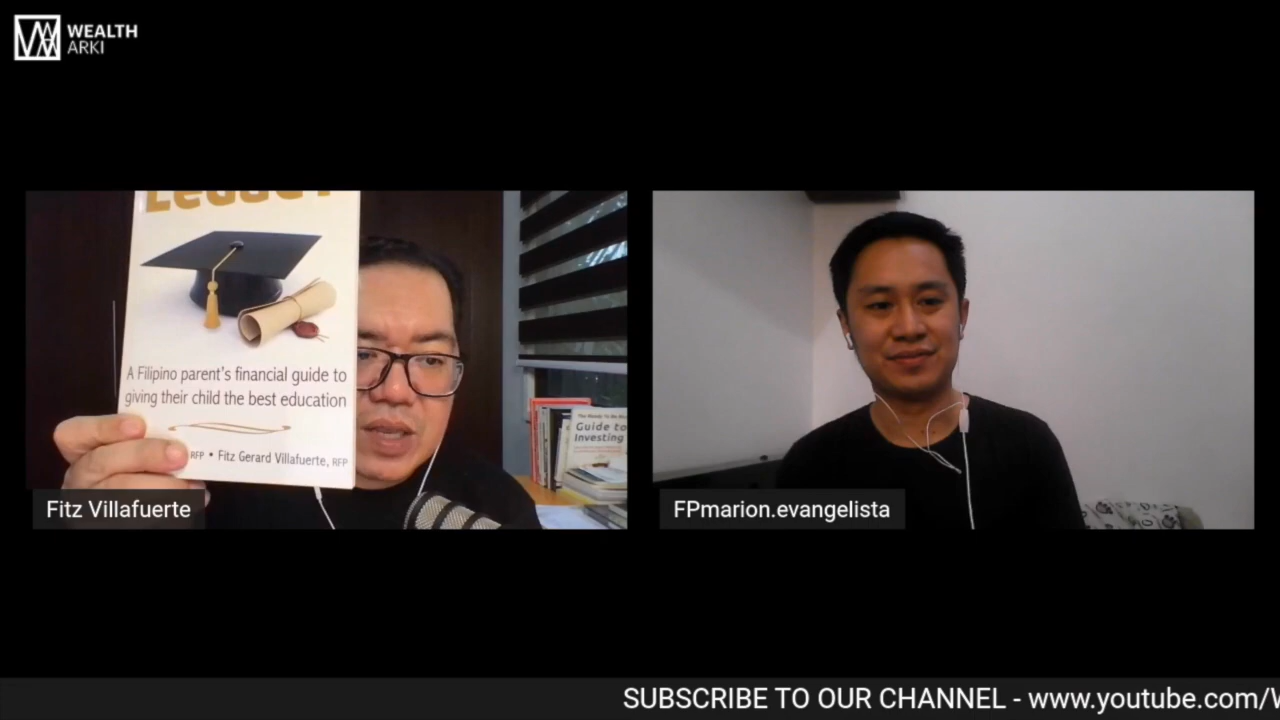 WEALTH
ARKI
A Filipino parent's financial guide to
giving their child the best education
RFP • Fitz Gerard Villafuerte, RFP
Guide to
Investing
Fitz Villafuerte
FPmarion.evangelista
SUBSCRIBE TO OUR CHANNEL - www.youtube.com/W